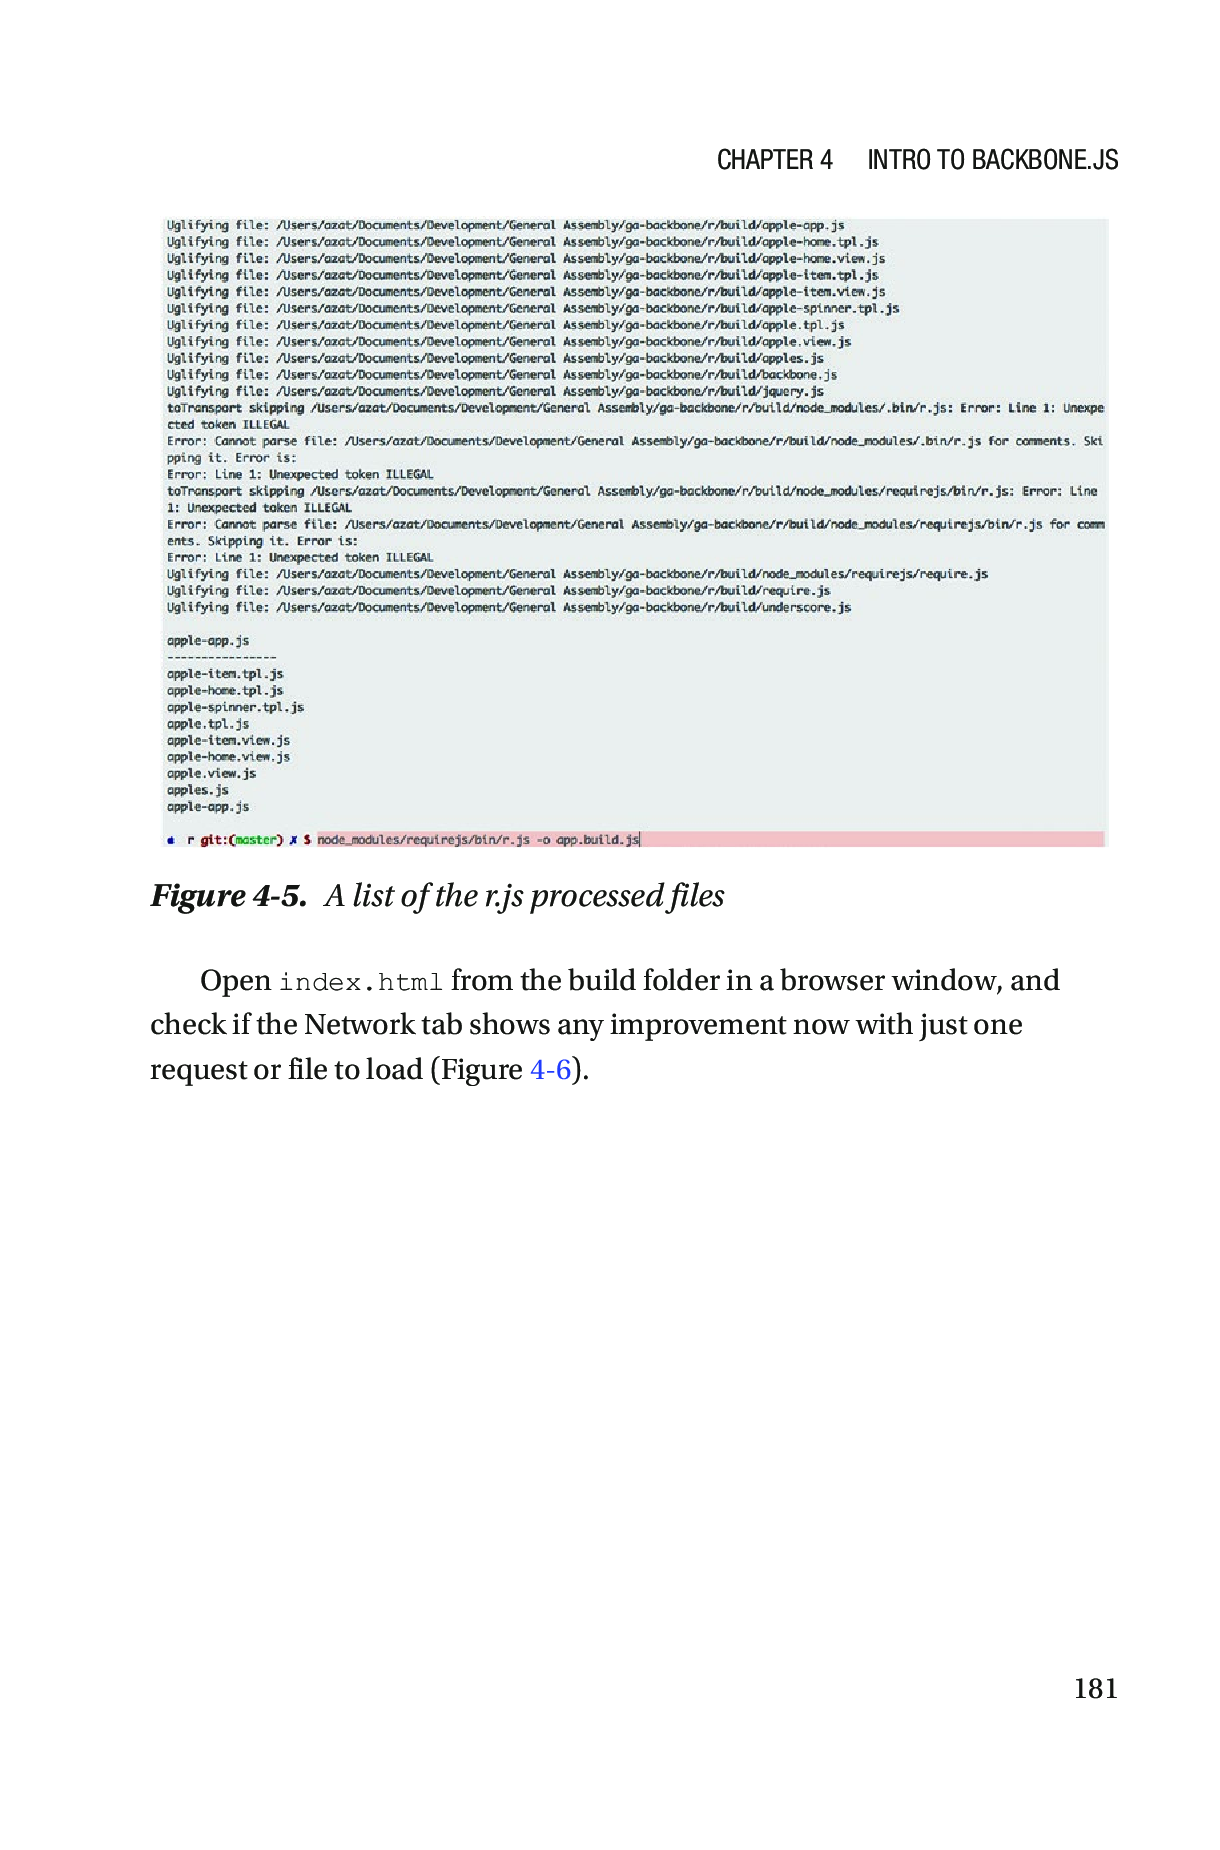 CHAPTER 4 INTRO TO BACKBONE.JS
Uglifying file: /Users/azat/Documents/Development/General Assembly/ga-backbone/r/build/apple-app.js
Uglifying file: /Users/azat/Documents/Development/General Assembly/ga-backbone/r/build/apple-home.tpl.js
Uglifying file: /Users/azat/Documents/Development/General Assembly/ga-backbone/r/build/apple-home.view.js
Uglifying file: /Users/azat/Documents/Development/General Assembly/ga-backbone/r/build/apple-item.tpl.js
Uglifying file: /Users/azat/Documents/Development/General Assembly/ga-backbone/r/build/apple-item.view.js
Uglifying file: /Users/azat/Documents/Development/General Assembly/ga-backbone/r/build/apple-spinner.tpl.js
Uglifying file: /Users/azat/Documents/Development/General Assembly/ga-backbone/r/build/apple.tpl.js
Uglifying file: /Users/azat/Documents/Development/General Assembly/ga-backbone/r/build/apple.view.js
Uglifying file: /Users/azat/Documents/Development/General Assembly/ga-backbone/r/build/apples.js
Uglifying file: /Users/azat/Documents/Development/General Assembly/ga-backbone/r/build/backbone.js
Uglifying file: /Users/azat/Documents/Development/General Assembly/ga-backbone/r/build/jquery.js
toTransport skipping /Users/azat/Documents/Development/General Assembly/ga-backbone/r/build/node_modules/.bin/r.js: Error: Line 1: Unexpe
cted token ILLEGAL
Error: Cannot parse file: /Users/azat/Documents/Development/General Assembly/ga-backbone/r/build/node_modules/.bin/r.js for comments. Ski
pping it. Error is:
Error: Line 1: Unexpected token ILLEGAL
toTransport skipping /Users/azat/Documents/Development/General Assembly/ga-backbone/r/build/node_modules/requirejs/bin/r.js: Error: Line
1: Unexpected token ILLEGAL
Error: Cannot parse file: /Users/azat/Documents/Development/General Assembly/ga-backbone/r/build/node_modules/requirejs/bin/r.js for comm
ents. Skipping it. Error is:
Error: Line 1: Unexpected token ILLEGAL
Uglifying file: /Users/azat/Documents/Development/General Assembly/ga-backbone/r/build/node_modules/requirejs/require.js
Uglifying file: /Users/azat/Documents/Development/General Assembly/ga-backbone/r/build/require.js
Uglifying file: /Users/azat/Documents/Development/General Assembly/ga-backbone/r/build/underscore.js
apple-app.js
----------------
apple-item.tpl.js
apple-home.tpl.js
apple-spinner.tpl.js
apple.tpl.js
apple-item.view.js
apple-home.view.js
apple.view.js
apples.js
apple-app.js
r git:(master) ✗ $ node_modules/requirejs/bin/r.js -o app.build.js
Figure 4-5. A list of the r.js processed files
Open index.html from the build folder in a browser window, and
check if the Network tab shows any improvement now with just one
request or file to load (Figure 4-6).
181